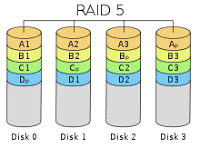 RAID 5
A1 A2 A3 Ap
B1 B2 Bp B3
C1 Cp C2 C3
Dp D1 D2 D3
Disk 0 Disk 1 Disk 2 Disk 3